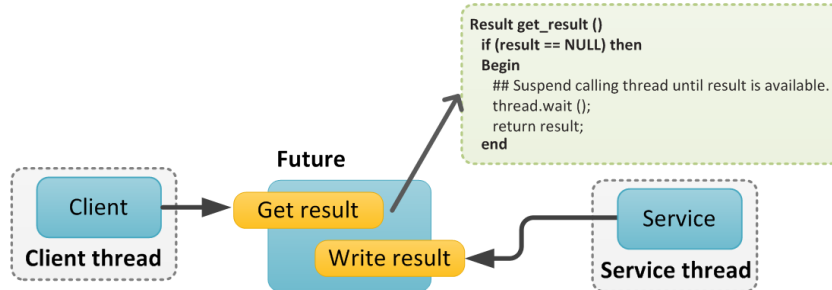 Result get_result ()
if (result == NULL) then
Begin
## Suspend calling thread until result is available.
thread.wait ();
return result;
end
Future
Client
Get result
Service
Write result
Client thread
Service thread